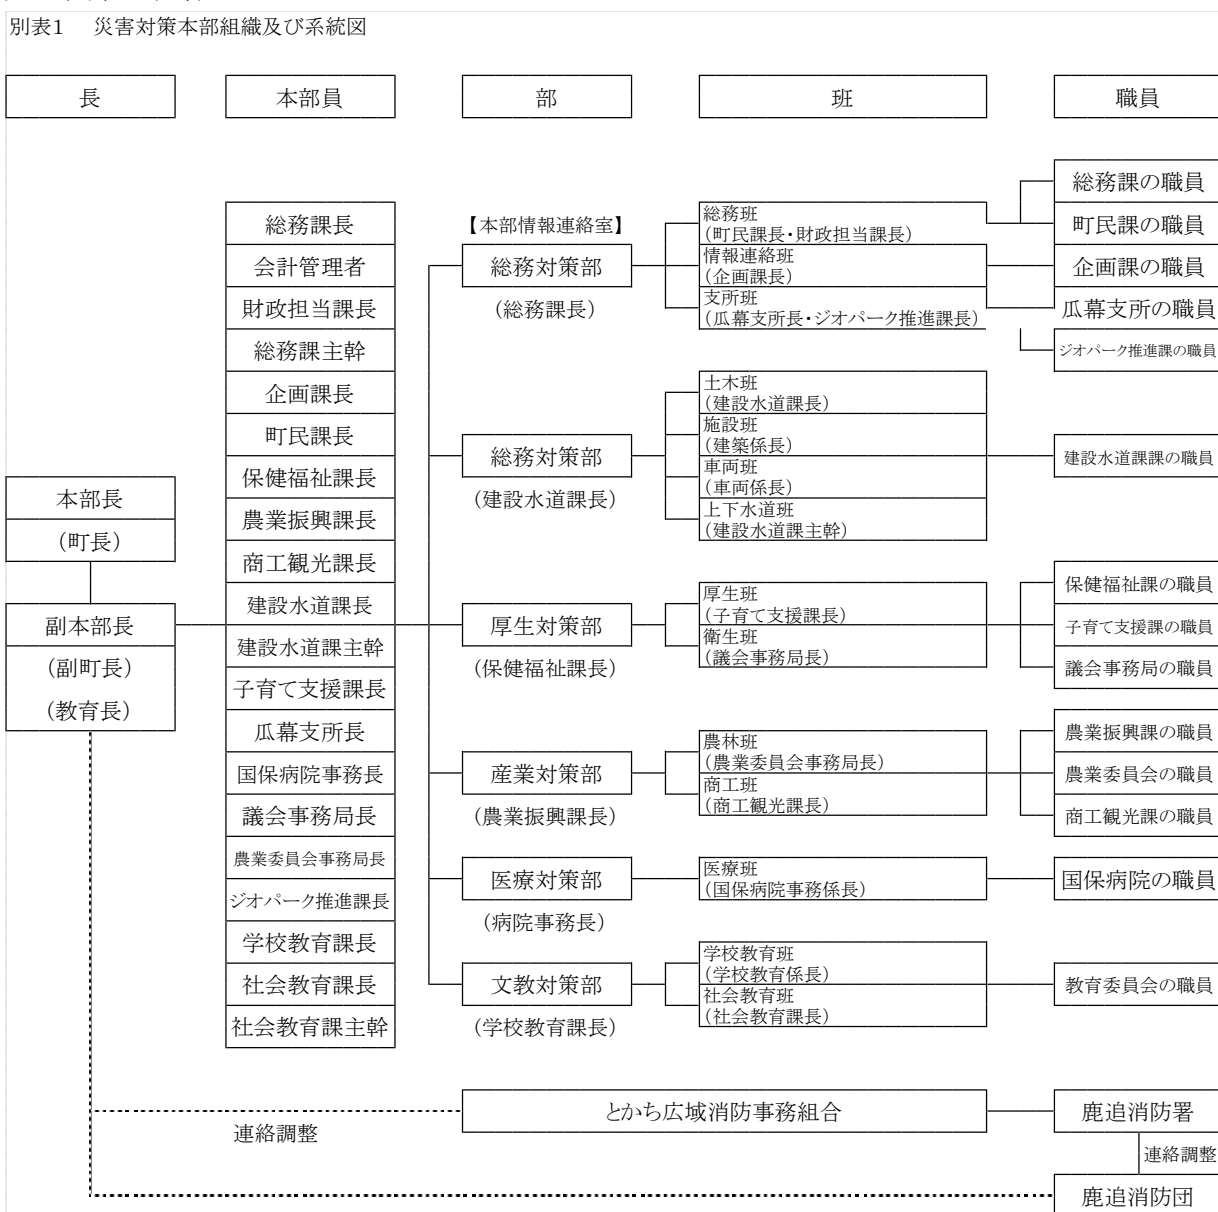 別表1　災害対策本部組織及び系統図
長
本部員
部
班
職員
本部長
（町長）
副本部長
（副町長）
（教育長）
総務課長
会計管理者
財政担当課長
総務課主幹
企画課長
町民課長
保健福祉課長
農業振興課長
商工観光課長
建設水道課長
建設水道課主幹
子育て支援課長
瓜幕支所長
国保病院事務長
議会事務局長
農業委員会事務局長
ジオパーク推進課長
学校教育課長
社会教育課長
社会教育課主幹
【本部情報連絡室】
総務対策部
（総務課長）
総務班
（町民課長・財政担当課長）
情報連絡班
（企画課長）
支所班
（瓜幕支所長・ジオパーク推進課長）
総務課の職員
町民課の職員
企画課の職員
瓜幕支所の職員
ジオパーク推進課の職員
総務対策部
（建設水道課長）
土木班
（建設水道課長）
施設班
（建築係長）
車両班
（車両係長）
上下水道班
（建設水道課主幹）
建設水道課課の職員
厚生対策部
（保健福祉課長）
厚生班
（子育て支援課長）
衛生班
（議会事務局長）
保健福祉課の職員
子育て支援課の職員
議会事務局の職員
産業対策部
（農業振興課長）
農林班
（農業委員会事務局長）
商工班
（商工観光課長）
農業振興課の職員
農業委員会の職員
商工観光課の職員
医療対策部
（病院事務長）
医療班
（国保病院事務係長）
国保病院の職員
文教対策部
（学校教育課長）
学校教育班
（学校教育係長）
社会教育班
（社会教育課長）
教育委員会の職員
とかち広域消防事務組合
鹿追消防署
連絡調整
連絡調整
鹿追消防団